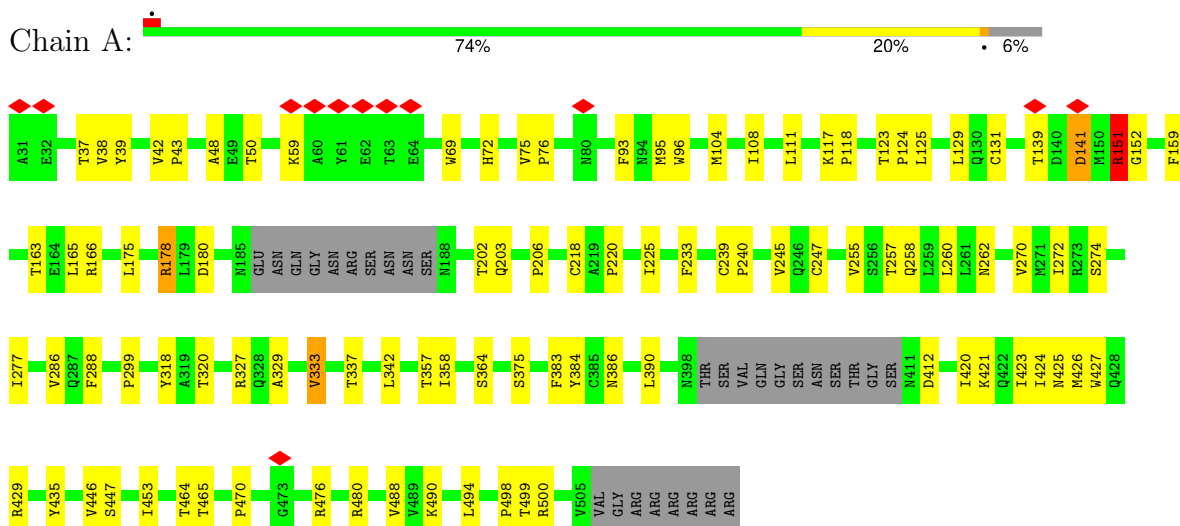 Chain A:
•
74% 20% • 6%
A31 E32 T37 V38 Y39 V42 P43 A48 E49 T50 K59 A60 Y61 E62 T63 E64 W69 H72 V75 P76 N80 F93 N94 M95 W96 M104 I108 L111 K117 P118 T123 P124 L125 L129 Q130 C131 T139 D140 D141 M150 R151 G152 F159
T163 E164 L165 R166 L175 R178 L179 D180 N185 GLU ASN GLN GLY ASN ARG SER ASN ASN SER N188 T202 Q203 P206 C218 A219 P220 I225 F233 C239 P240 V245 Q246 C247 V255 S256 T257 Q258 L259 L260 L261 N262 V270 M271 I272 R273 S274
I277 V286 Q287 F288 P299 Y318 A319 T320 R327 Q328 A329 V333 T337 L342 T357 I358 S364 S375 F383 Y384 C385 N386 L390 N398 THR SER VAL GLN GLY SER ASN SER THR GLY SER N411 D412 I420 K421 Q422 I423 I424 N425 M426 W427 Q428
R429 Y435 V446 S447 I453 T464 T465 P470 G473 R476 R480 V488 V489 K490 L494 P498 T499 R500 V505 VAL GLY ARG ARG ARG ARG ARG ARG